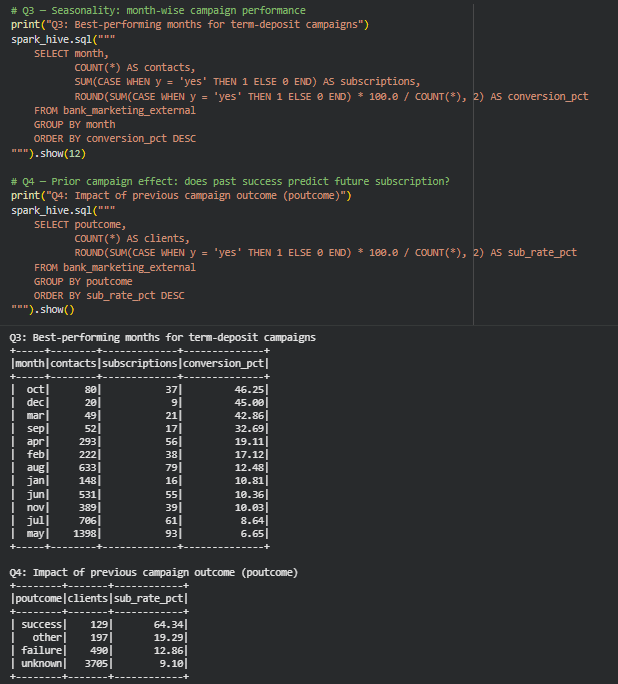 # Q3 — Seasonality: month-wise campaign performance
print("Q3: Best-performing months for term-deposit campaigns")
spark_hive.sql("""
    SELECT month,
           COUNT(*) AS contacts,
           SUM(CASE WHEN y = 'yes' THEN 1 ELSE 0 END) AS subscriptions,
           ROUND(SUM(CASE WHEN y = 'yes' THEN 1 ELSE 0 END) * 100.0 / COUNT(*), 2) AS conversion_pct
    FROM bank_marketing_external
    GROUP BY month
    ORDER BY conversion_pct DESC
""").show(12)

# Q4 — Prior campaign effect: does past success predict future subscription?
print("Q4: Impact of previous campaign outcome (poutcome)")
spark_hive.sql("""
    SELECT poutcome,
           COUNT(*) AS clients,
           ROUND(SUM(CASE WHEN y = 'yes' THEN 1 ELSE 0 END) * 100.0 / COUNT(*), 2) AS sub_rate_pct
    FROM bank_marketing_external
    GROUP BY poutcome
    ORDER BY sub_rate_pct DESC
""").show()
Q3: Best-performing months for term-deposit campaigns
+-----+--------+-------------+--------------+
|month|contacts|subscriptions|conversion_pct|
+-----+--------+-------------+--------------+
|  oct|      80|           37|         46.25|
|  dec|      20|            9|         45.00|
|  mar|      49|           21|         42.86|
|  sep|      52|           17|         32.69|
|  apr|     293|           56|         19.11|
|  feb|     222|           38|         17.12|
|  aug|     633|           79|         12.48|
|  jan|     148|           16|         10.81|
|  jun|     531|           55|         10.36|
|  nov|     389|           39|         10.03|
|  jul|     706|           61|          8.64|
|  may|    1398|           93|          6.65|
+-----+--------+-------------+--------------+

Q4: Impact of previous campaign outcome (poutcome)
+--------+-------+------------+
|poutcome|clients|sub_rate_pct|
+--------+-------+------------+
| success|    129|       64.34|
|   other|    197|       19.29|
| failure|    490|       12.86|
| unknown|   3705|        9.10|
+--------+-------+------------+